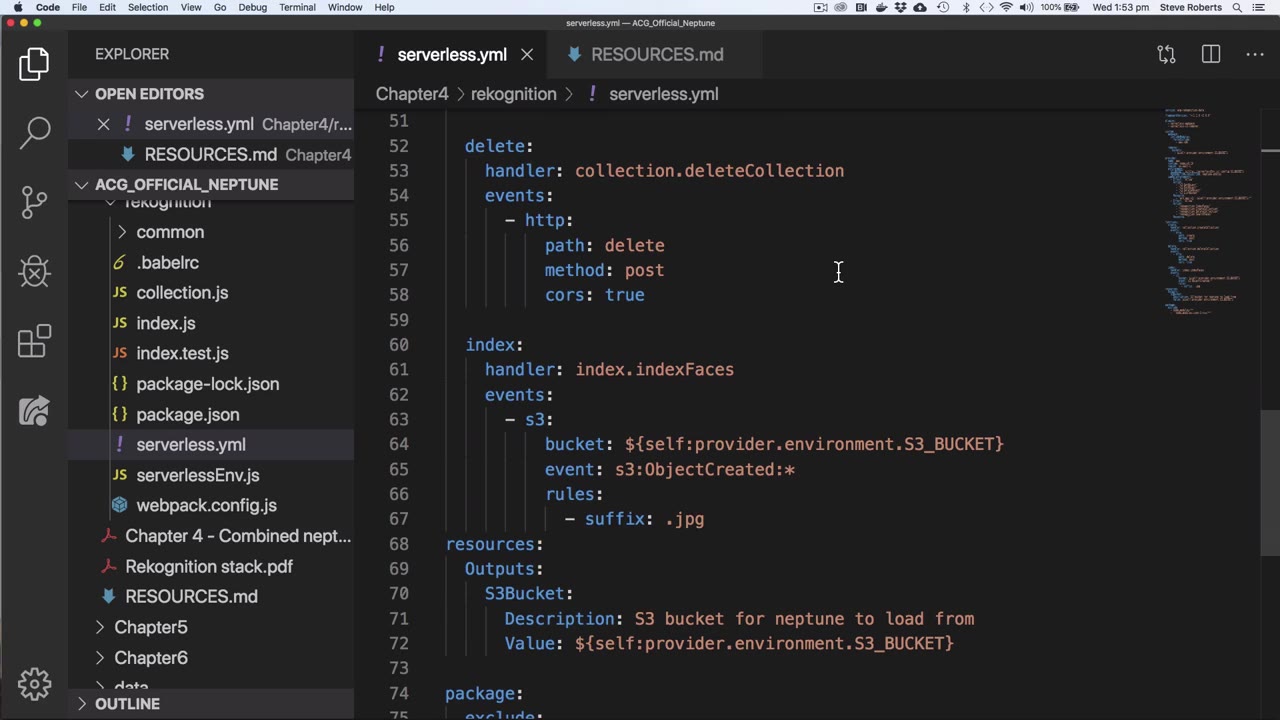 Code File Edit Selection View Go Debug Terminal Window Help 100% Wed 1:53 pm Steve Roberts
serverless.yml — ACG_Official_Neptune
EXPLORER
OPEN EDITORS
serverless.yml Chapter4/r...
RESOURCES.md Chapter4
ACG_OFFICIAL_NEPTUNE
rekognition
common
.babelrc
JS collection.js
JS index.js
JS index.test.js
{} package-lock.json
{} package.json
! serverless.yml
JS serverlessEnv.js
webpack.config.js
Chapter 4 - Combined nept...
Rekognition stack.pdf
RESOURCES.md
Chapter5
Chapter6
data
OUTLINE
! serverless.yml RESOURCES.md
Chapter4 > rekognition > ! serverless.yml
51
52 delete:
53 handler: collection.deleteCollection
54 events:
55 - http:
56 path: delete
57 method: post
58 cors: true
59
60 index:
61 handler: index.indexFaces
62 events:
63 - s3:
64 bucket: ${self:provider.environment.S3_BUCKET}
65 event: s3:ObjectCreated:*
66 rules:
67 - suffix: .jpg
68 resources:
69 Outputs:
70 S3Bucket:
71 Description: S3 bucket for neptune to load from
72 Value: ${self:provider.environment.S3_BUCKET}
73
74 package:
75 exclude: